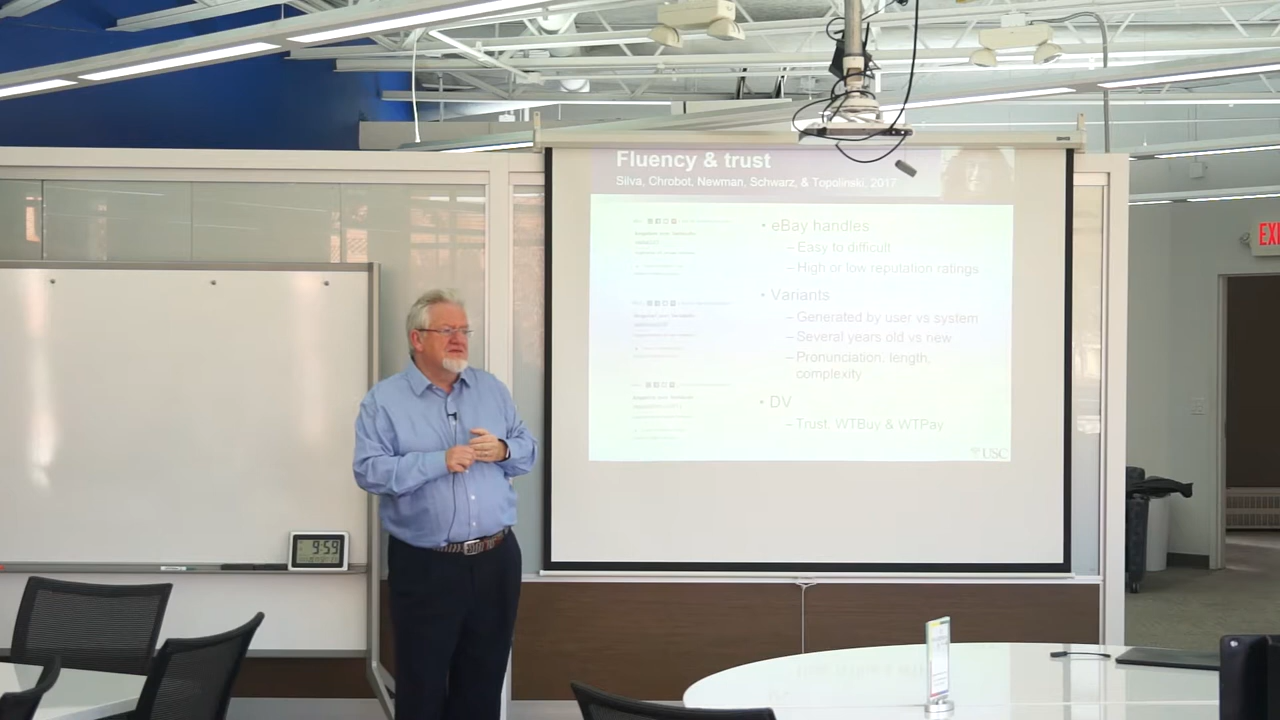 Fluency & trust
Silva, Chrobot, Newman, Schwarz, & Topolinski, 2017
• eBay handles
– Easy to difficult
– High or low reputation ratings
• Variants
– Generated by user vs system
– Several years old vs new
– Pronunciation, length,
complexity
• DV
– Trust, WTBuy & WTPay
USC
9:59
EXI